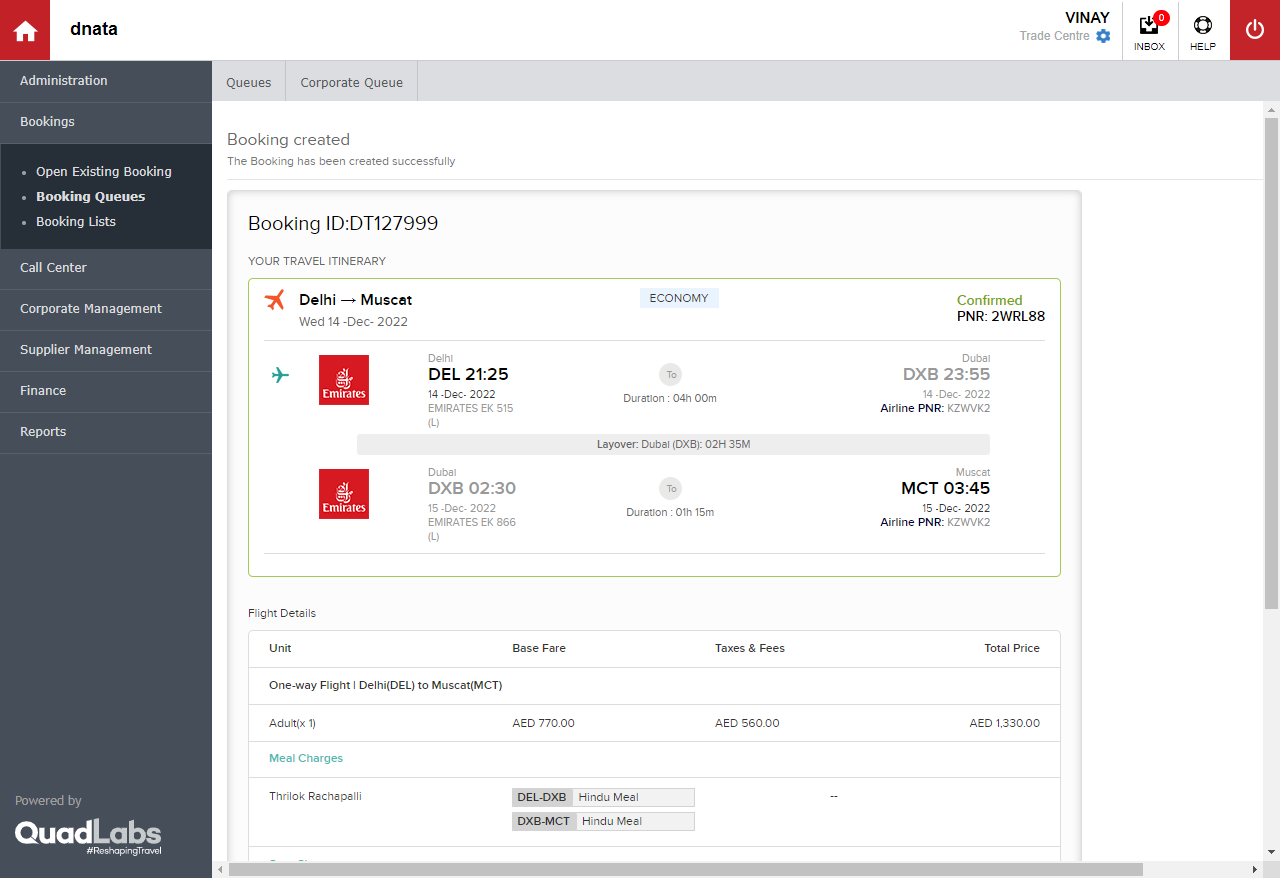 dnata
VINAY
Trade Centre
0
INBOX
HELP
Administration
Bookings
Open Existing Booking
Booking Queues
Booking Lists
Call Center
Corporate Management
Supplier Management
Finance
Reports
Powered by
QuadLabs
#ReshapingTravel
Queues
Corporate Queue
Booking created
The Booking has been created successfully
Booking ID:DT127999
YOUR TRAVEL ITINERARY
Delhi → Muscat
Wed 14 -Dec- 2022
ECONOMY
Confirmed
PNR: 2WRL88
Emirates
Delhi
DEL 21:25
14 -Dec- 2022
EMIRATES EK 515
(L)
To
Duration : 04h 00m
Dubai
DXB 23:55
14 -Dec- 2022
Airline PNR: KZWVK2
Layover: Dubai (DXB): 02H 35M
Emirates
Dubai
DXB 02:30
15 -Dec- 2022
EMIRATES EK 866
(L)
To
Duration : 01h 15m
Muscat
MCT 03:45
15 -Dec- 2022
Airline PNR: KZWVK2
Flight Details
Unit Base Fare Taxes & Fees Total Price
One-way Flight | Delhi(DEL) to Muscat(MCT)
Adult(x 1) AED 770.00 AED 560.00 AED 1,330.00
Meal Charges
Thrilok Rachapalli DEL-DXB Hindu Meal --
DXB-MCT Hindu Meal